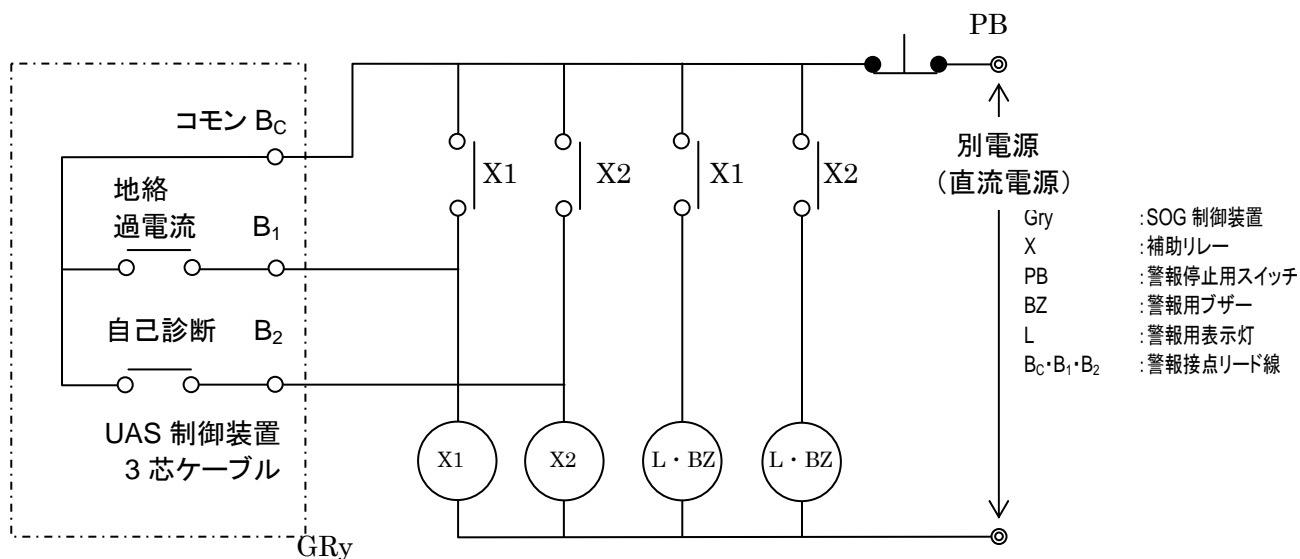 PB
コモン BC
地絡
過電流 B1
X1 X2 X1 X2
別電源
(直流電源)
自己診断 B2
UAS 制御装置
3 芯ケーブル
X1 X2 L・BZ L・BZ
GRy
Gry :SOG 制御装置
X :補助リレー
PB :警報停止用スイッチ
BZ :警報用ブザー
L :警報用表示灯
BC・B1・B2 :警報接点リード線